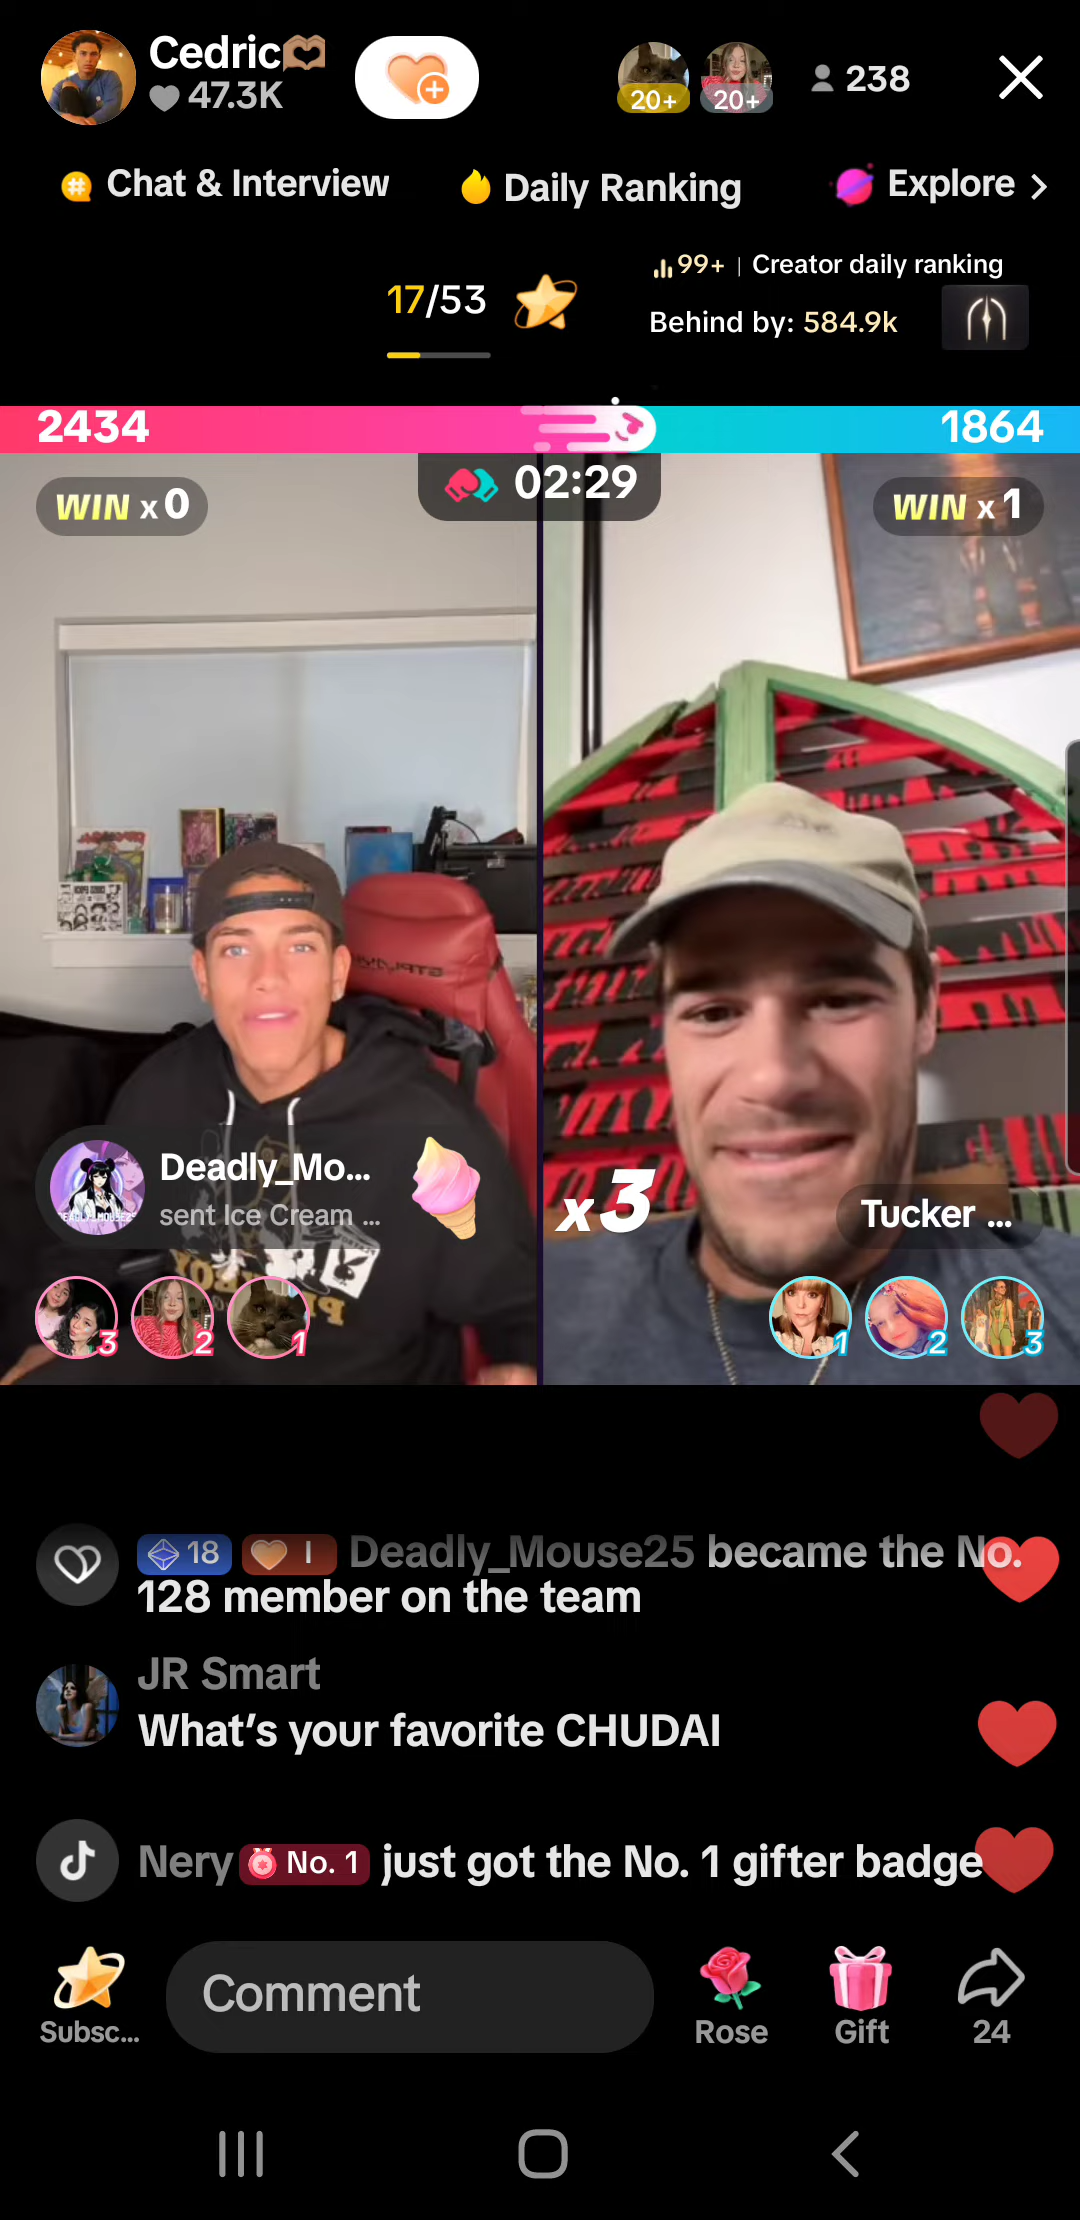 Cedric
47.3K
20+
20+
238
Chat & Interview
Daily Ranking
Explore
17/53
99+ | Creator daily ranking
Behind by: 584.9k
2434
1864
02:29
WIN x 0
WIN x 1
Deadly_Mo...
sent Ice Cream ...
x3
Tucker ...
3
2
1
1
2
3
18 I Deadly_Mouse25 became the No.
128 member on the team
JR Smart
What's your favorite CHUDAI
Nery No. 1 just got the No. 1 gifter badge
Subsc...
Comment
Rose
Gift
24